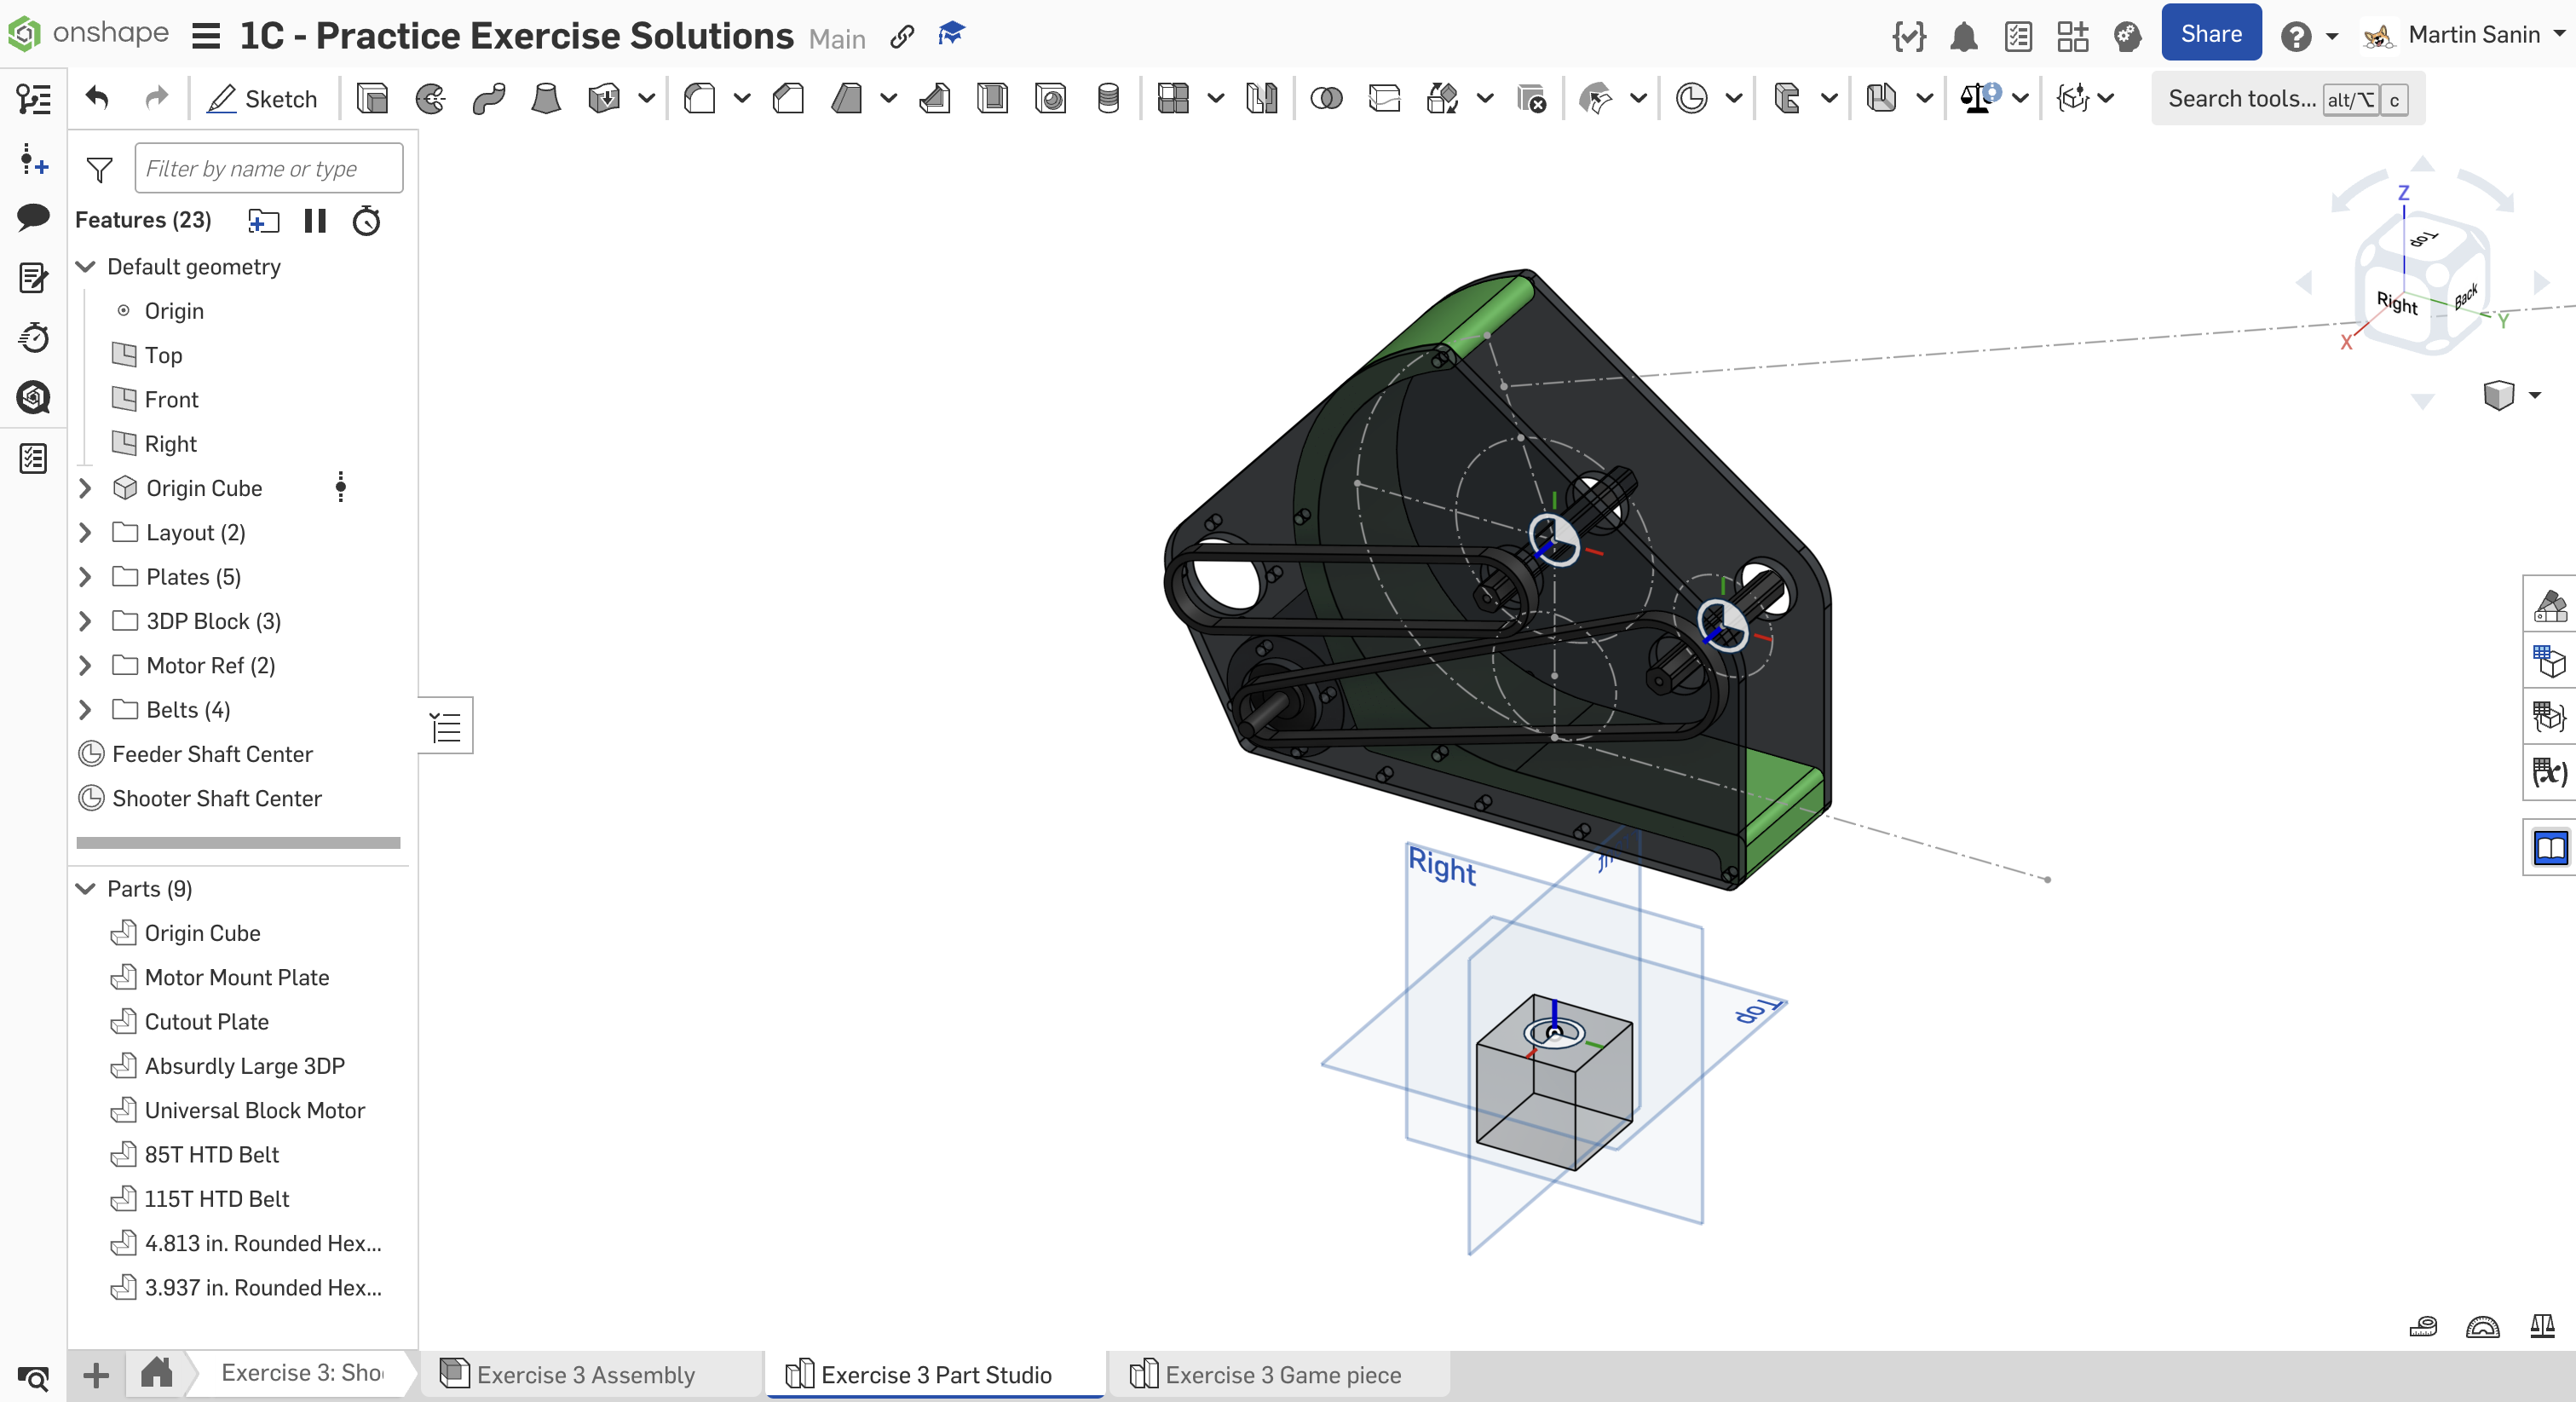 onshape
1C - Practice Exercise Solutions Main
Share
Martin Sanin
Sketch
Search tools... alt/⌥ c
Filter by name or type
Features (23)
Default geometry
Origin
Top
Front
Right
Origin Cube
Layout (2)
Plates (5)
3DP Block (3)
Motor Ref (2)
Belts (4)
Feeder Shaft Center
Shooter Shaft Center
Parts (9)
Origin Cube
Motor Mount Plate
Cutout Plate
Absurdly Large 3DP
Universal Block Motor
85T HTD Belt
115T HTD Belt
4.813 in. Rounded Hex...
3.937 in. Rounded Hex...
Z
Top
Right
Back
X
Y
Right
Top
(x)
Exercise 3: Sho
Exercise 3 Assembly
Exercise 3 Part Studio
Exercise 3 Game piece